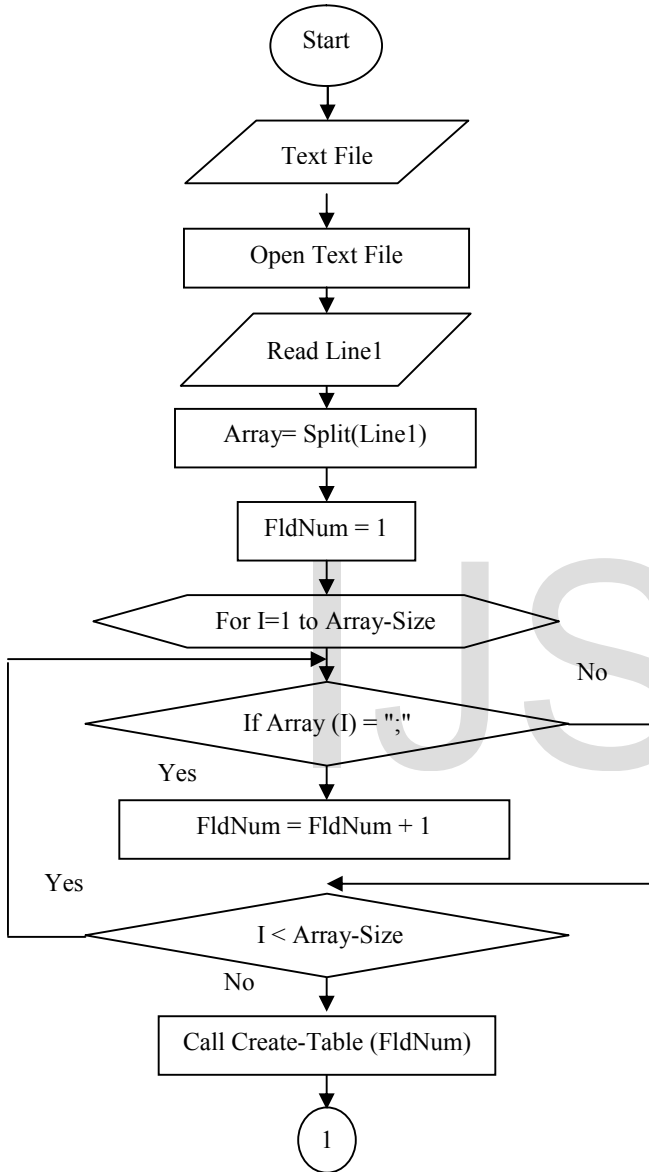 Start
Text File
Open Text File
Read Line1
Array= Split(Line1)
FldNum = 1
For I=1 to Array-Size
No
If Array (I) = ";"
Yes
FldNum = FldNum + 1
Yes
I < Array-Size
No
Call Create-Table (FldNum)
1
IJS